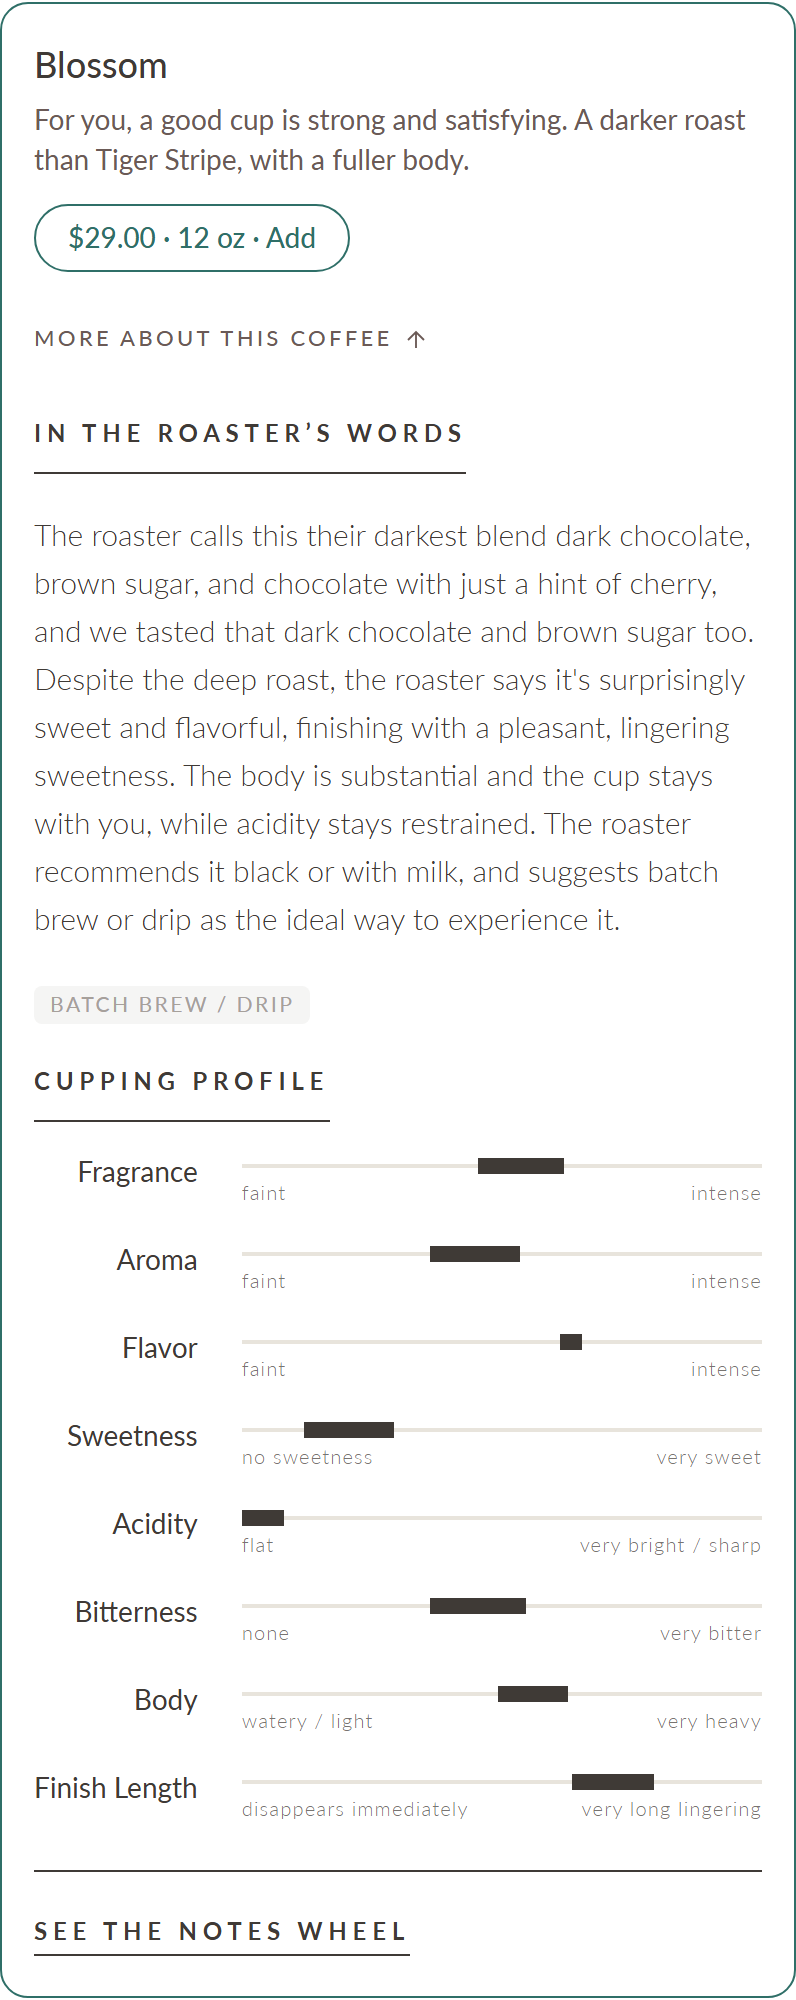 Blossom
For you, a good cup is strong and satisfying. A darker roast
than Tiger Stripe, with a fuller body.
$29.00 · 12 oz · Add
MORE ABOUT THIS COFFEE ↑
IN THE ROASTER’S WORDS
The roaster calls this their darkest blend dark chocolate,
brown sugar, and chocolate with just a hint of cherry,
and we tasted that dark chocolate and brown sugar too.
Despite the deep roast, the roaster says it's surprisingly
sweet and flavorful, finishing with a pleasant, lingering
sweetness. The body is substantial and the cup stays
with you, while acidity stays restrained. The roaster
recommends it black or with milk, and suggests batch
brew or drip as the ideal way to experience it.
BATCH BREW / DRIP
CUPPING PROFILE
Fragrance
faint intense
Aroma
faint intense
Flavor
faint intense
Sweetness
no sweetness very sweet
Acidity
flat very bright / sharp
Bitterness
none very bitter
Body
watery / light very heavy
Finish Length
disappears immediately very long lingering
SEE THE NOTES WHEEL